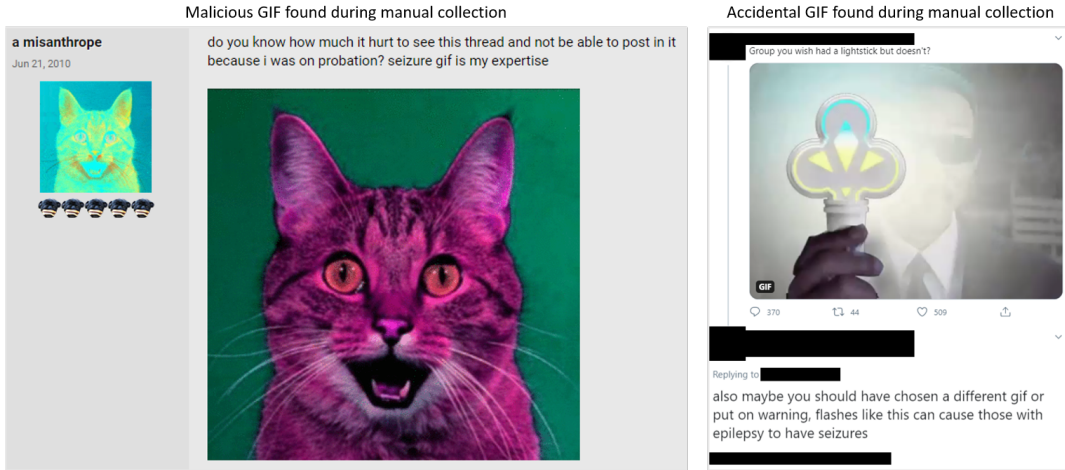 Malicious GIF found during manual collection
a misanthrope
Jun 21, 2010
do you know how much it hurt to see this thread and not be able to post in it
because i was on probation? seizure gif is my expertise
Accidental GIF found during manual collection
Group you wish had a lightstick but doesn't?
GIF
370 44 509
Replying to
also maybe you should have chosen a different gif or
put on warning, flashes like this can cause those with
epilepsy to have seizures